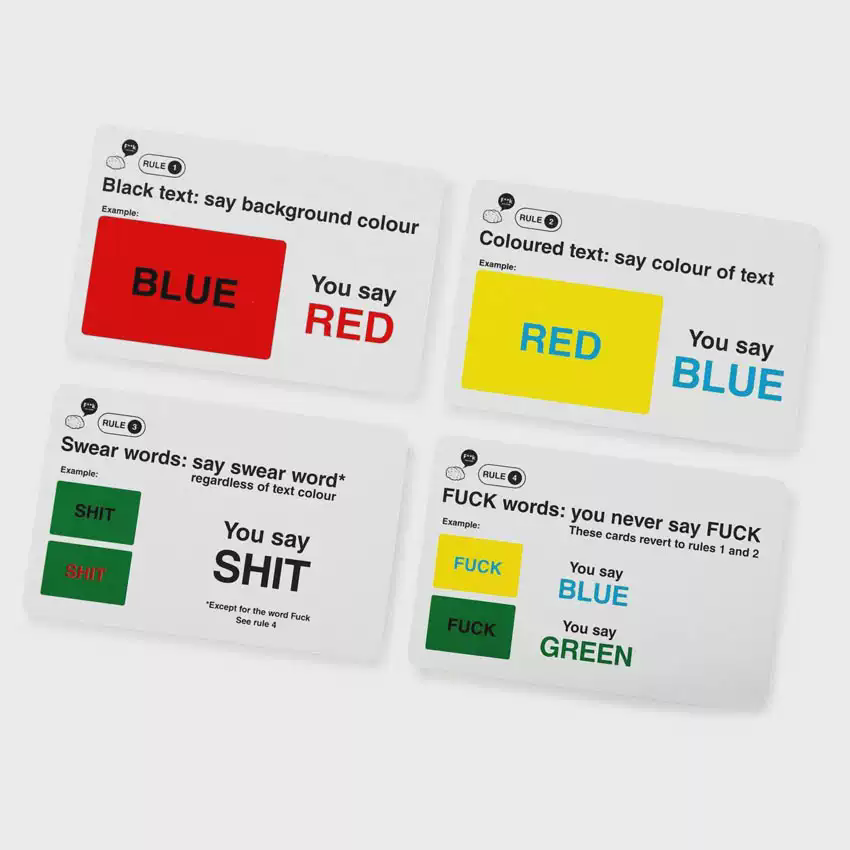 F**k
RULE 1
Black text: say background colour
Example:
BLUE
You say
RED
F**k
RULE 2
Coloured text: say colour of text
Example:
RED
You say
BLUE
F**k
RULE 3
Swear words: say swear word*
regardless of text colour
Example:
SHIT
SHIT
You say
SHIT
*Except for the word Fuck
See rule 4
F**k
RULE 4
FUCK words: you never say FUCK
These cards revert to rules 1 and 2
Example:
FUCK
You say
BLUE
FUCK
You say
GREEN